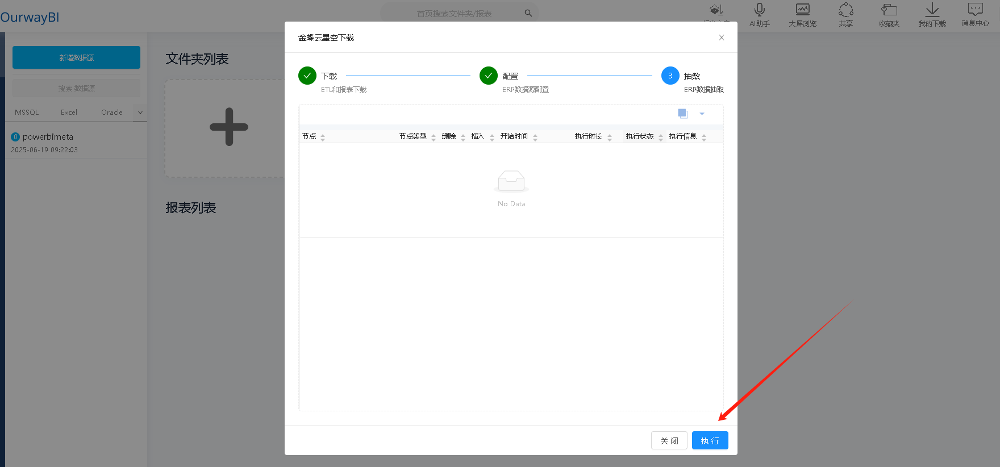 OurwayBI
首页搜索文件夹/报表
AI助手
大屏浏览
共享
收藏夹
我的下载
消息中心
新增数据源
搜索 数据源
MSSQL Excel Oracle
0 powerbimeta
2025-06-19 09:22:03
文件夹列表
报表列表
金蝶云星空下载
下载
ETL和报表下载
配置
ERP数据源配置
3 抽数
ERP数据抽取
节点 节点类型 删除 插入 开始时间 执行时长 执行状态 执行信息
No Data
关 闭
执 行